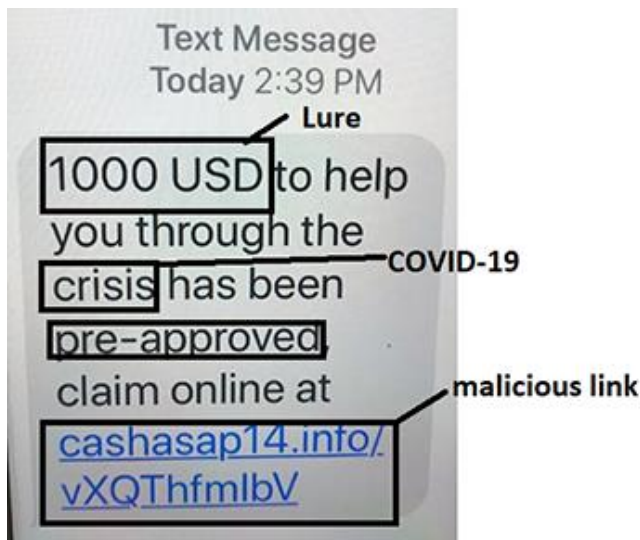 Text Message
Today 2:39 PM
Lure
1000 USD to help
you through the
crisis has been
COVID-19
pre-approved,
claim online at
malicious link
cashasap14.info/
vXQThfmlbV